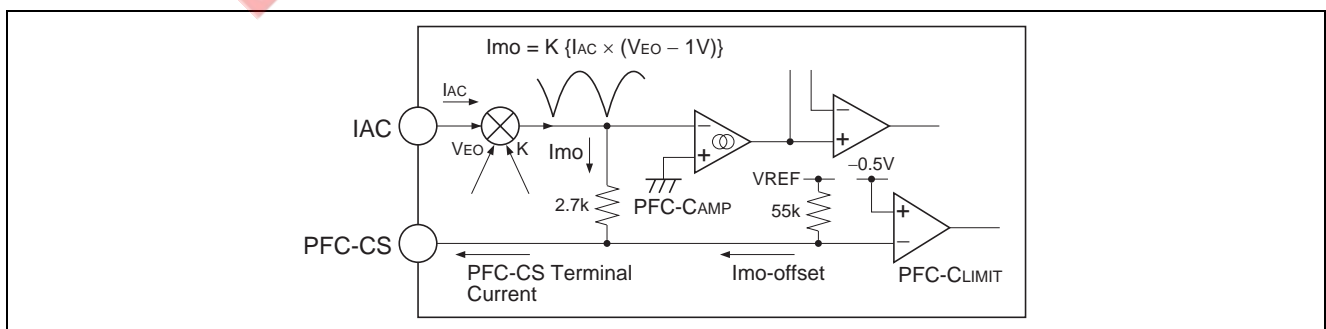 Imo = K {IAC × (VEO − 1V)}
IAC
IAC
VEO
K
Imo
−
+
−
+
−0.5V
VREF
2.7k
PFC-CAMP
55k
+
−
PFC-CS
PFC-CS Terminal
Current
Imo-offset
PFC-CLIMIT